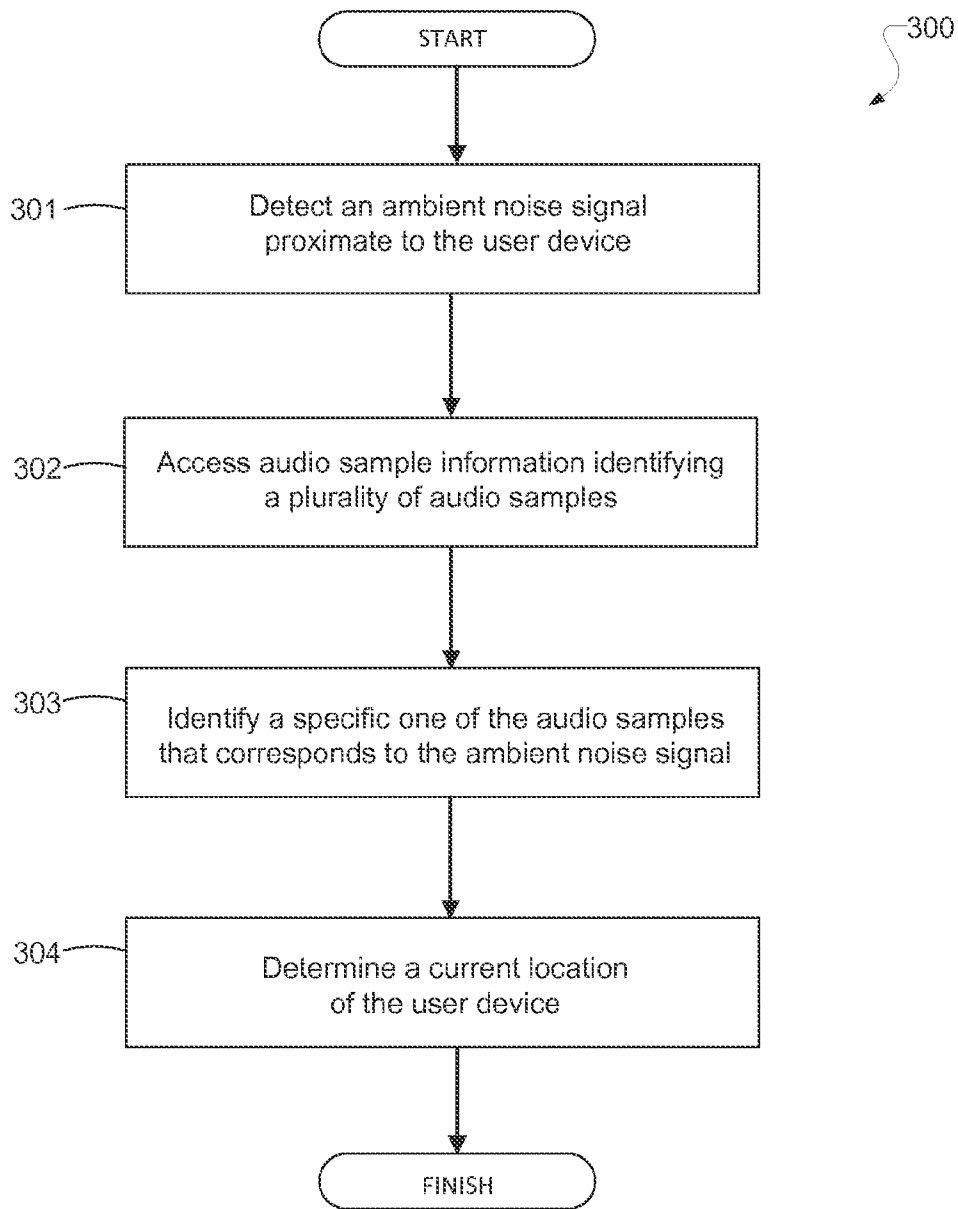 START
300
301
Detect an ambient noise signal
proximate to the user device
302
Access audio sample information identifying
a plurality of audio samples
303
Identify a specific one of the audio samples
that corresponds to the ambient noise signal
304
Determine a current location
of the user device
FINISH